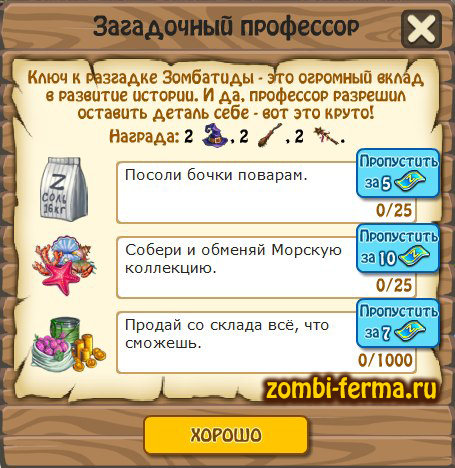 Загадочный профессор
Ключ к разгадке Зомбатиды - это огромный вклад
в развитие истории. И да, профессор разрешил
оставить деталь себе - вот это круто!
Награда: 2 , 2 , 2 .
Z
СОЛЬ
16кг
Посоли бочки поварам.
Пропустить
за 5
0/25
Собери и обменяй Морскую
коллекцию.
Пропустить
за 10
0/25
Продай со склада всё, что
сможешь.
Пропустить
за 7
0/1000
zombi-ferma.ru
ХОРОШО